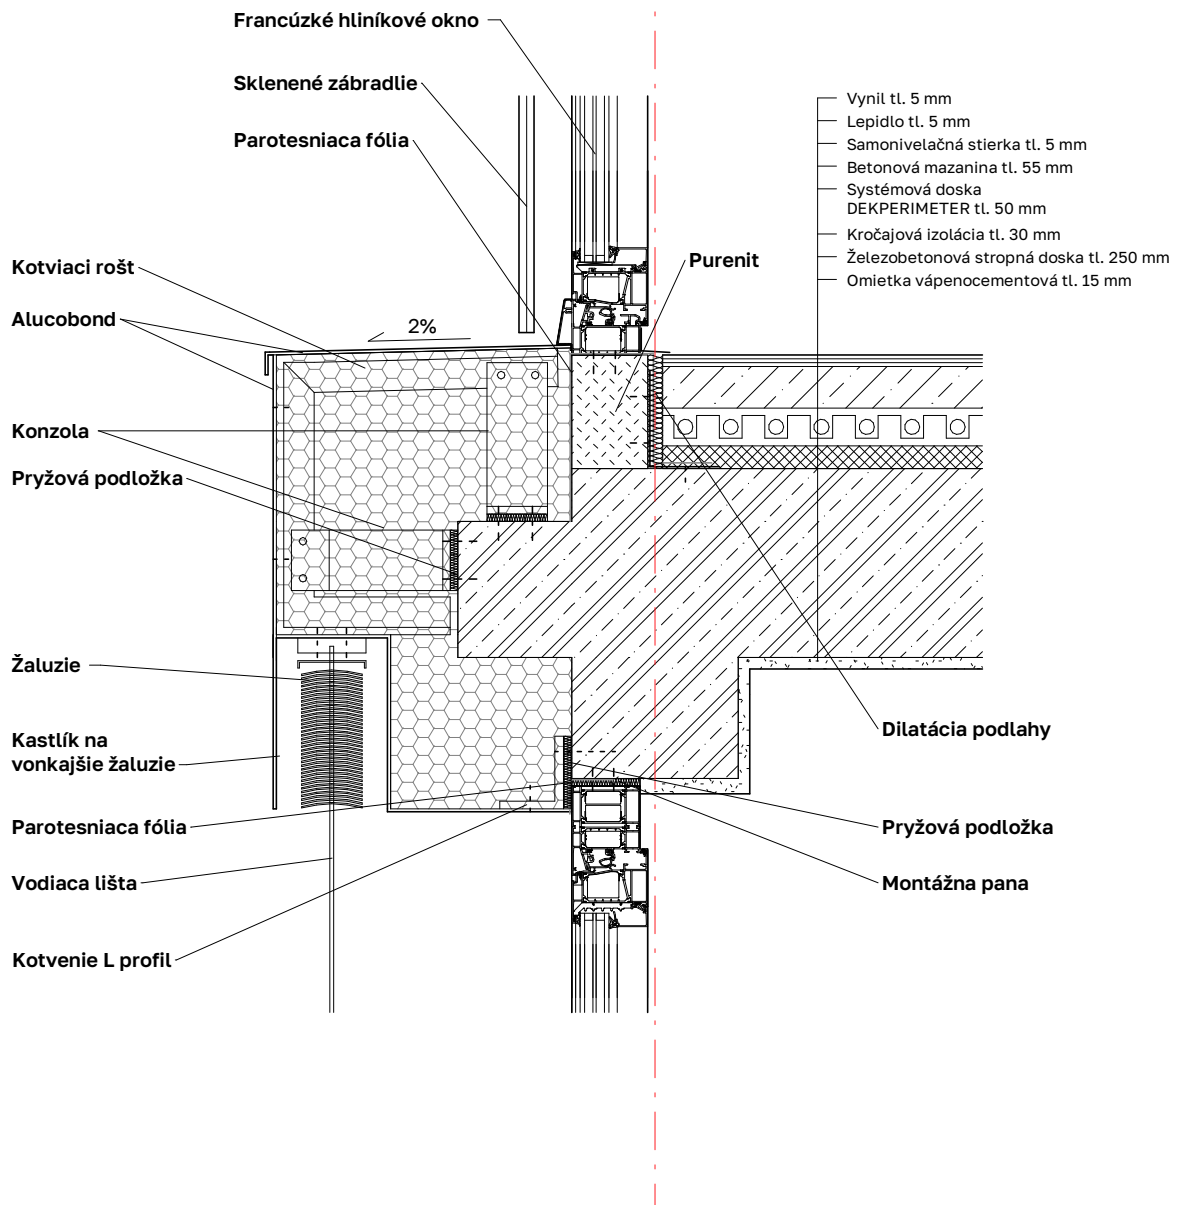 Francúzké hliníkové okno
Sklenené zábradlie
Parotesniaca fólia
Kotviaci rošt
Alucobond
2%
Konzola
Pryžová podložka
Žaluzie
Kastlík na
vonkajšie žaluzie
Parotesniaca fólia
Vodiaca lišta
Kotvenie L profil
Vynil tl. 5 mm
Lepidlo tl. 5 mm
Samonivelačná stierka tl. 5 mm
Betonová mazanina tl. 55 mm
Systémová doska
DEKPERIMETER tl. 50 mm
Kročajová izolácia tl. 30 mm
Železobetonová stropná doska tl. 250 mm
Omietka vápenocementová tl. 15 mm
Purenit
Dilatácia podlahy
Pryžová podložka
Montážna pana